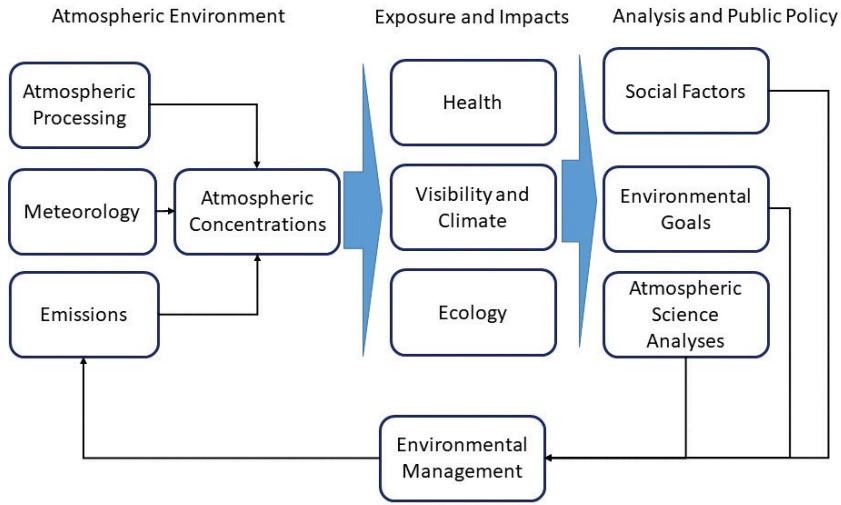 Atmospheric Environment
Exposure and Impacts
Analysis and Public Policy
Atmospheric
Processing
Meteorology
Emissions
Atmospheric
Concentrations
Health
Visibility and
Climate
Ecology
Social Factors
Environmental
Goals
Atmospheric
Science
Analyses
Environmental
Management